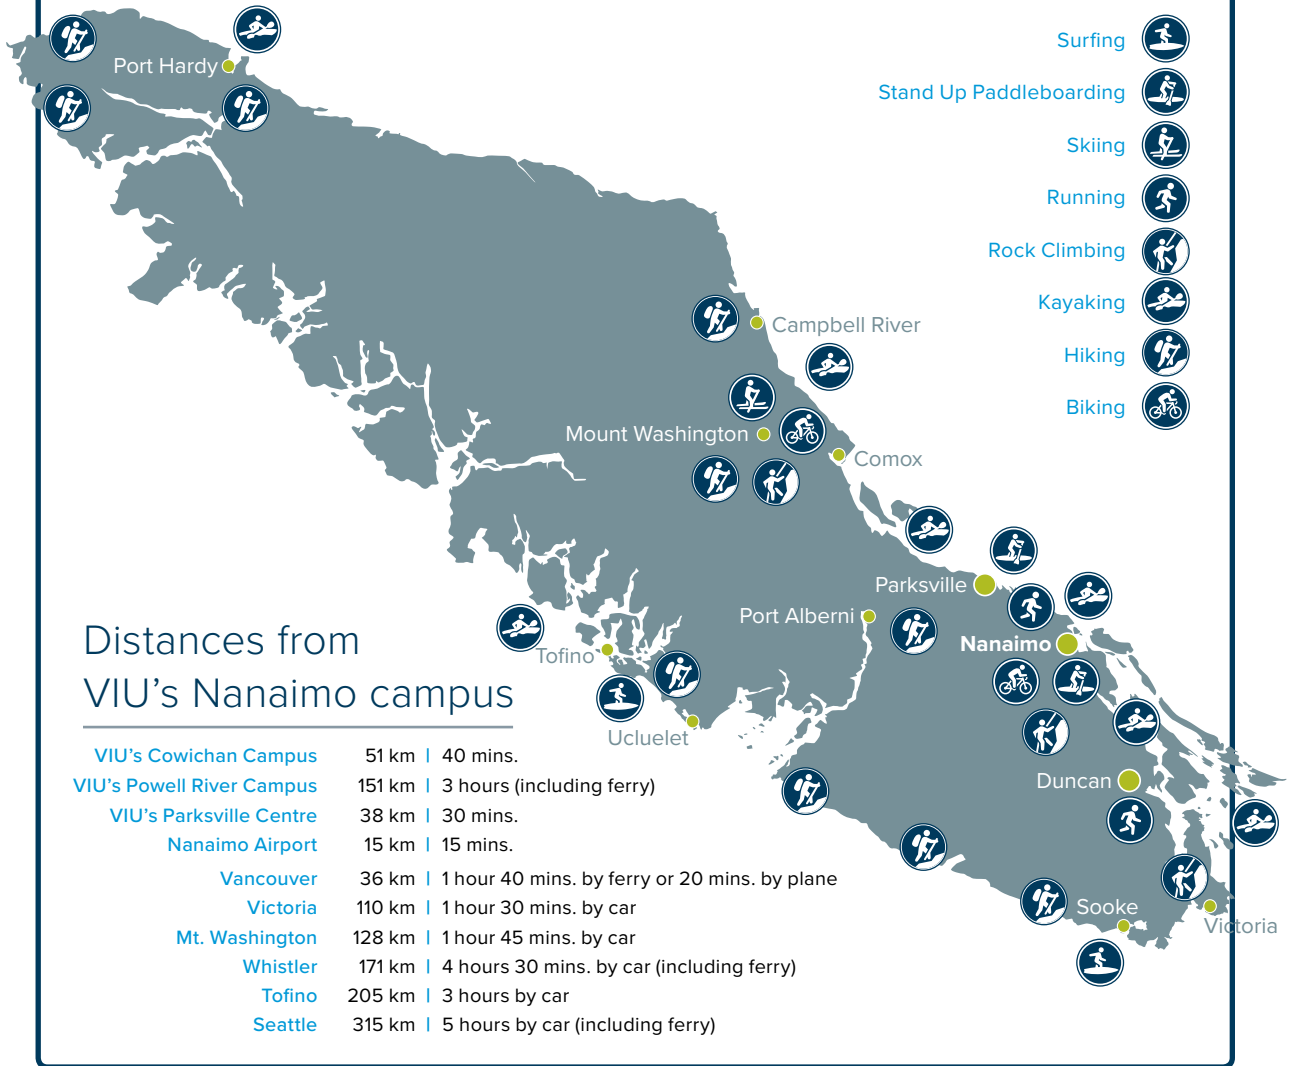 Surfing
Stand Up Paddleboarding
Skiing
Running
Rock Climbing
Kayaking
Hiking
Biking
Port Hardy
Campbell River
Mount Washington
Comox
Parksville
Port Alberni
Nanaimo
Tofino
Ucluelet
Duncan
Sooke
Victoria
Distances from
VIU's Nanaimo campus
VIU's Cowichan Campus 51 km | 40 mins.
VIU's Powell River Campus 151 km | 3 hours (including ferry)
VIU's Parksville Centre 38 km | 30 mins.
Nanaimo Airport 15 km | 15 mins.
Vancouver 36 km | 1 hour 40 mins. by ferry or 20 mins. by plane
Victoria 110 km | 1 hour 30 mins. by car
Mt. Washington 128 km | 1 hour 45 mins. by car
Whistler 171 km | 4 hours 30 mins. by car (including ferry)
Tofino 205 km | 3 hours by car
Seattle 315 km | 5 hours by car (including ferry)